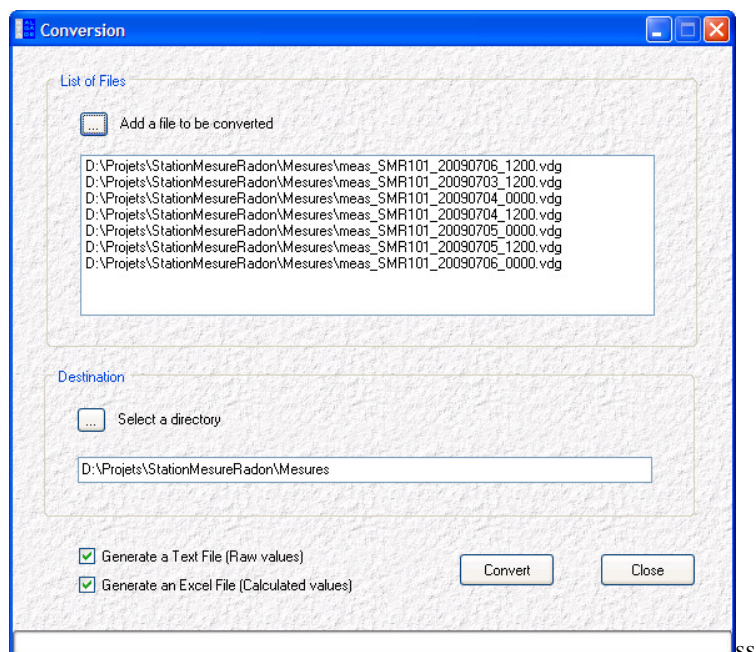 Conversion
List of Files
... Add a file to be converted
D:\Projets\StationMesureRadon\Mesures\meas_SMR101_20090706_1200.vdg
D:\Projets\StationMesureRadon\Mesures\meas_SMR101_20090703_1200.vdg
D:\Projets\StationMesureRadon\Mesures\meas_SMR101_20090704_0000.vdg
D:\Projets\StationMesureRadon\Mesures\meas_SMR101_20090704_1200.vdg
D:\Projets\StationMesureRadon\Mesures\meas_SMR101_20090705_0000.vdg
D:\Projets\StationMesureRadon\Mesures\meas_SMR101_20090705_1200.vdg
D:\Projets\StationMesureRadon\Mesures\meas_SMR101_20090706_0000.vdg
Destination
... Select a directory
D:\Projets\StationMesureRadon\Mesures
Generate a Text File (Raw values)
Generate an Excel File (Calculated values)
Convert Close